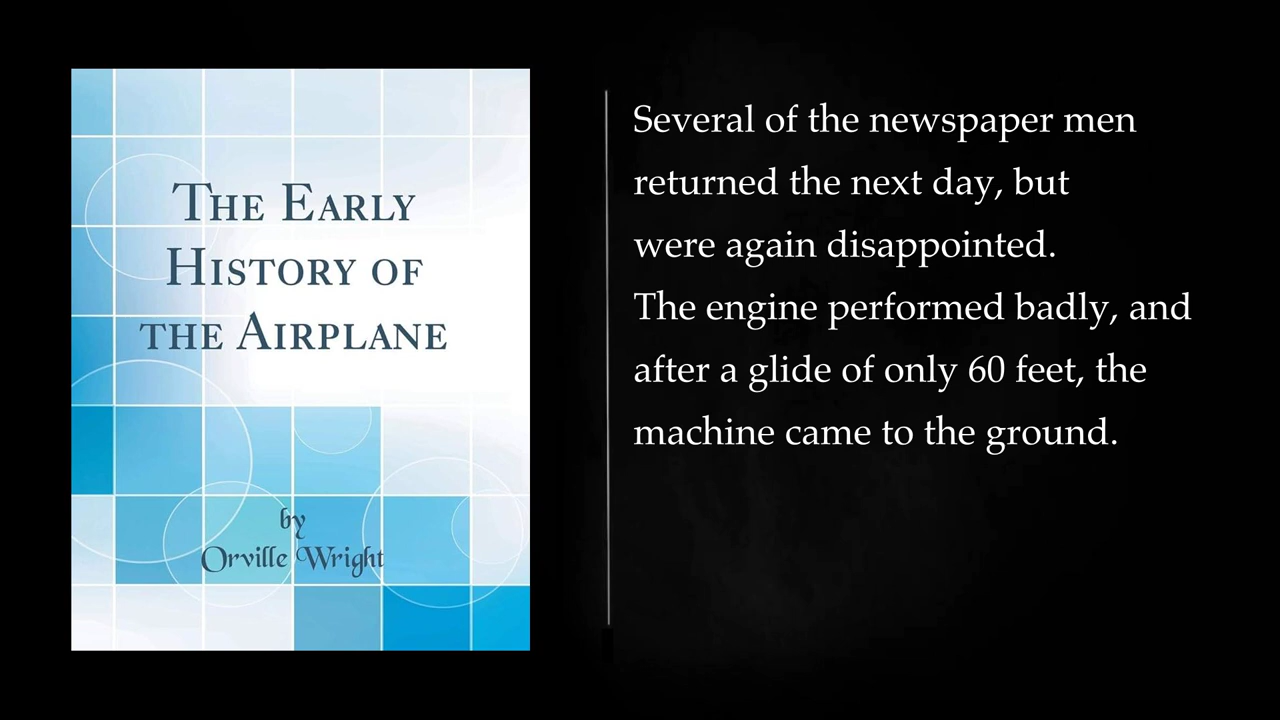 The Early
History of
the Airplane
by
Orville Wright
Several of the newspaper men
returned the next day, but
were again disappointed.
The engine performed badly, and
after a glide of only 60 feet, the
machine came to the ground.